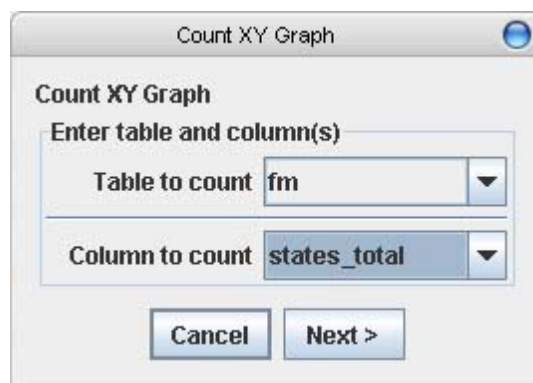 Count XY Graph
Count XY Graph
Enter table and column(s)
Table to count fm
Column to count states_total
Cancel Next >